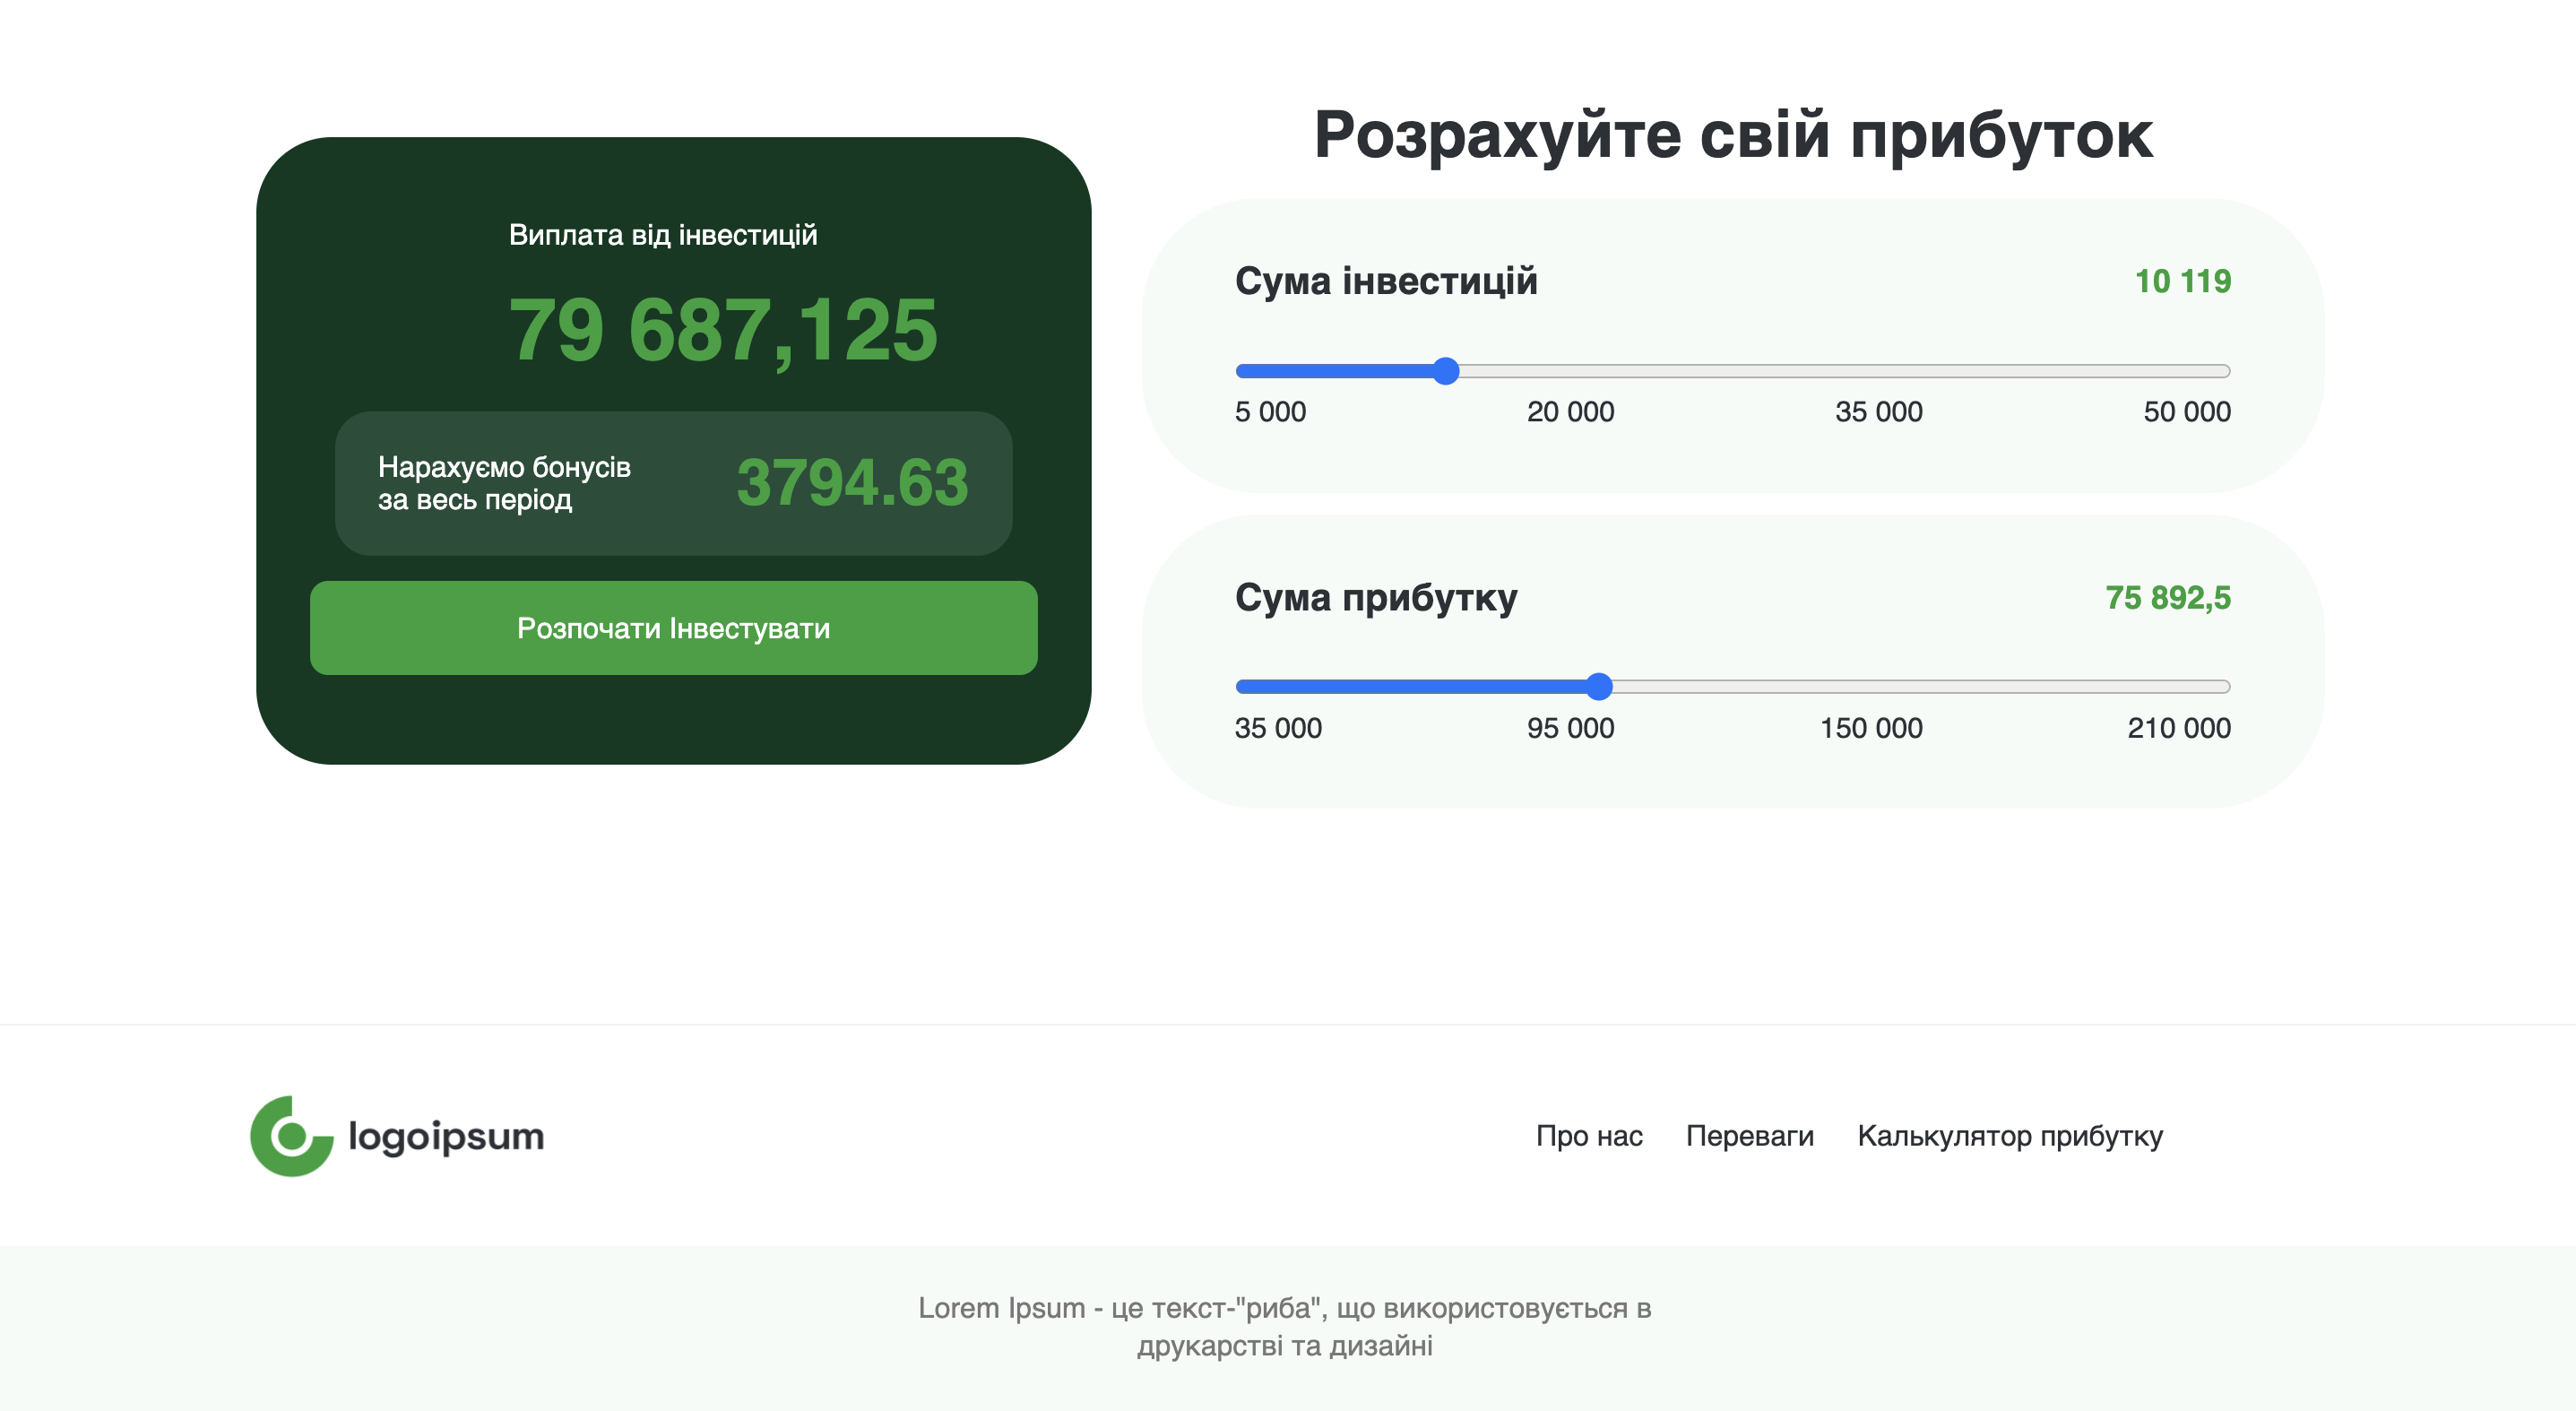 Виплата від інвестицій
79 687,125
Нарахуємо бонусів
за весь період
3794.63
Розпочати Інвестувати
Розрахуйте свій прибуток
Сума інвестицій 10 119
5 000 20 000 35 000 50 000
Сума прибутку 75 892,5
35 000 95 000 150 000 210 000
logoipsum
Про нас Переваги Калькулятор прибутку
Lorem Ipsum - це текст-"риба", що використовується в
друкарстві та дизайні